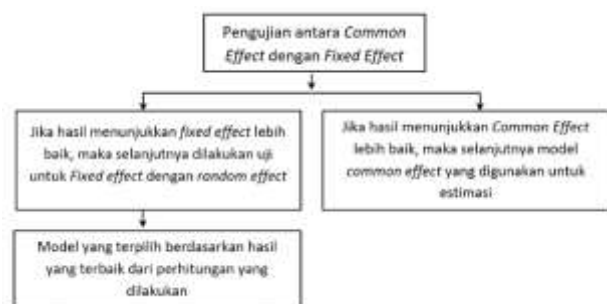 Pengujian antara Common
Effect dengan Fixed Effect
Jika hasil menunjukkan fixed effect lebih
baik, maka selanjutnya dilakukan uji
untuk Fixed effect dengan random effect
Jika hasil menunjukkan Common Effect
lebih baik, maka selanjutnya model
common effect yang digunakan untuk
estimasi
Model yang terpilih berdasarkan hasil
yang terbaik dari perhitungan yang
dilakukan